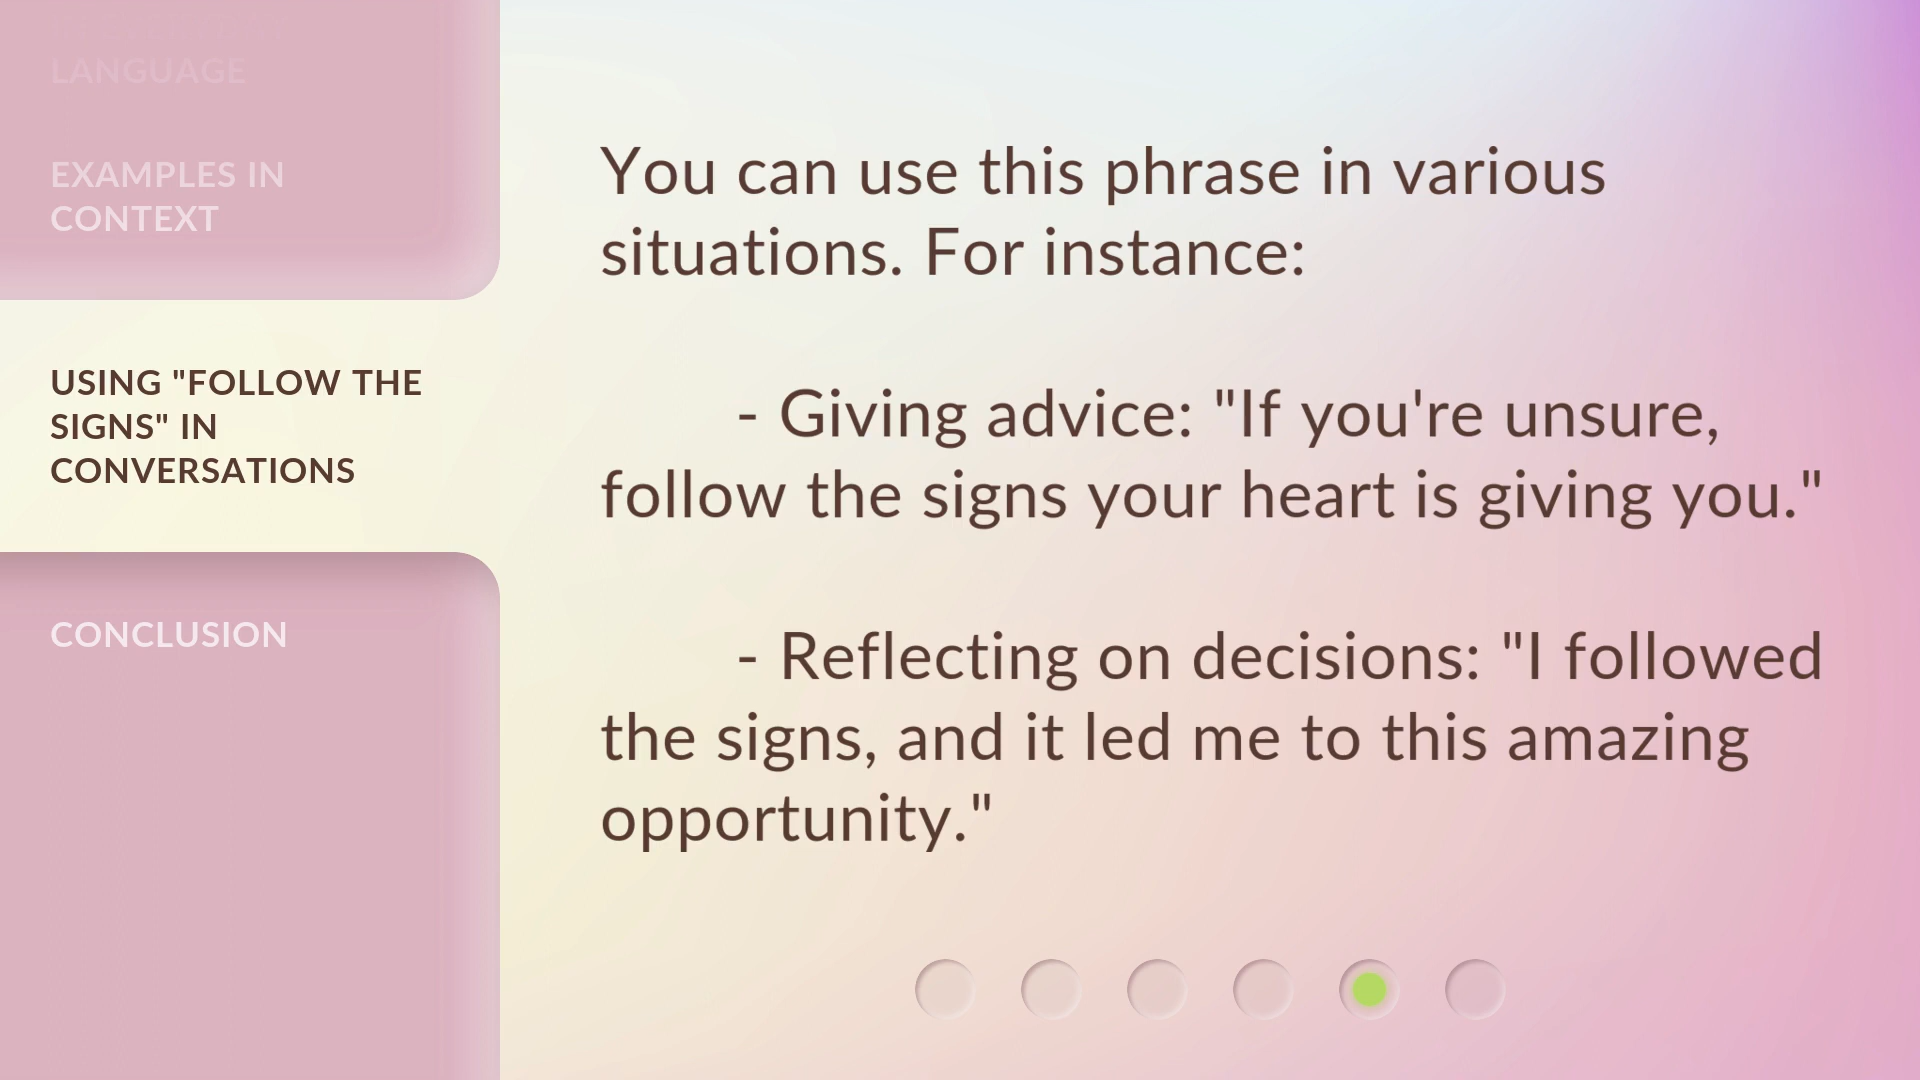 IN EVERYDAY
LANGUAGE
EXAMPLES IN
CONTEXT
USING "FOLLOW THE
SIGNS" IN
CONVERSATIONS
CONCLUSION
You can use this phrase in various
situations. For instance:
- Giving advice: "If you're unsure,
follow the signs your heart is giving you."
- Reflecting on decisions: "I followed
the signs, and it led me to this amazing
opportunity."